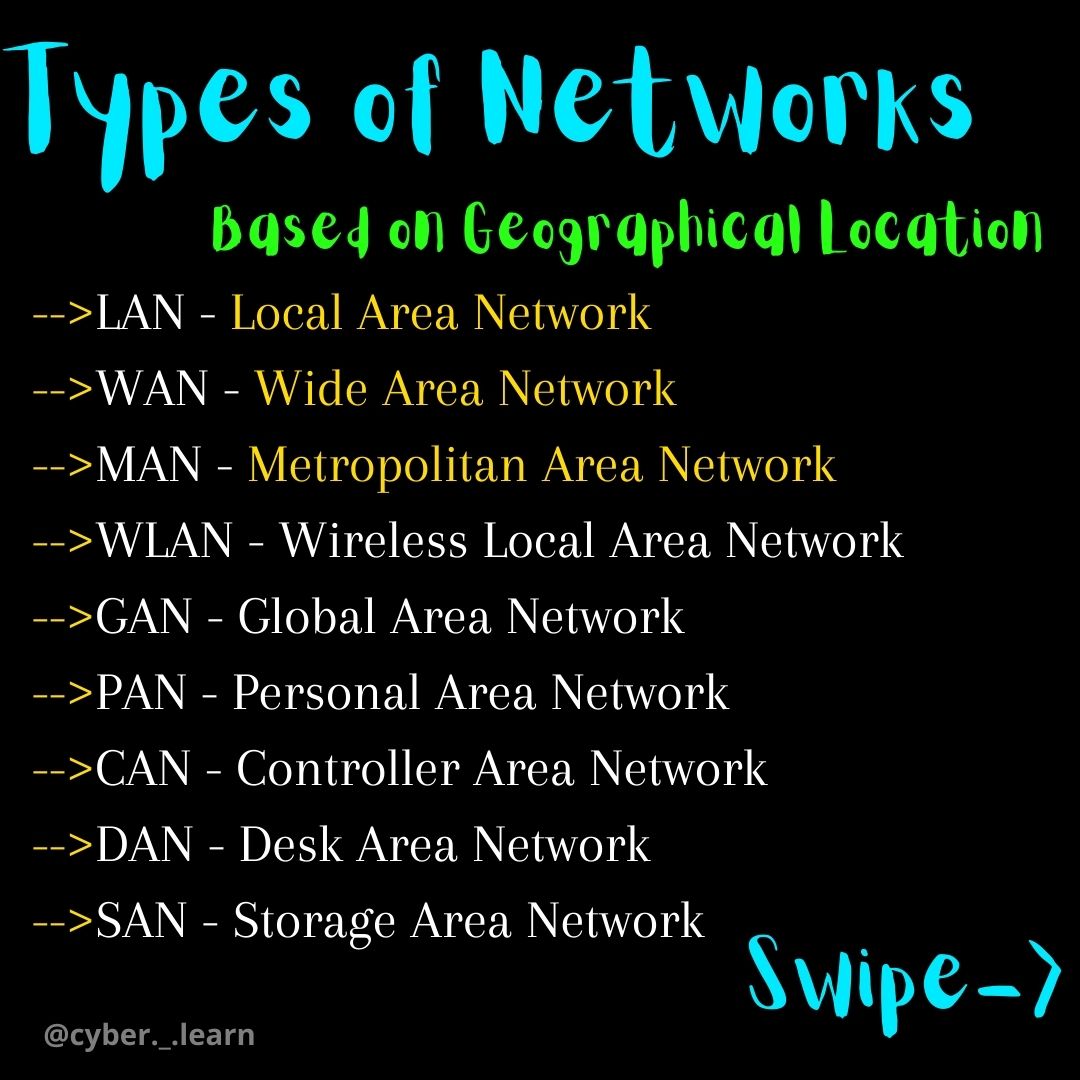 Types of Networks
Based on Geographical Location
-->LAN - Local Area Network
-->WAN - Wide Area Network
-->MAN - Metropolitan Area Network
-->WLAN - Wireless Local Area Network
-->GAN - Global Area Network
-->PAN - Personal Area Network
-->CAN - Controller Area Network
-->DAN - Desk Area Network
-->SAN - Storage Area Network
Swipe->
@cyber._.learn